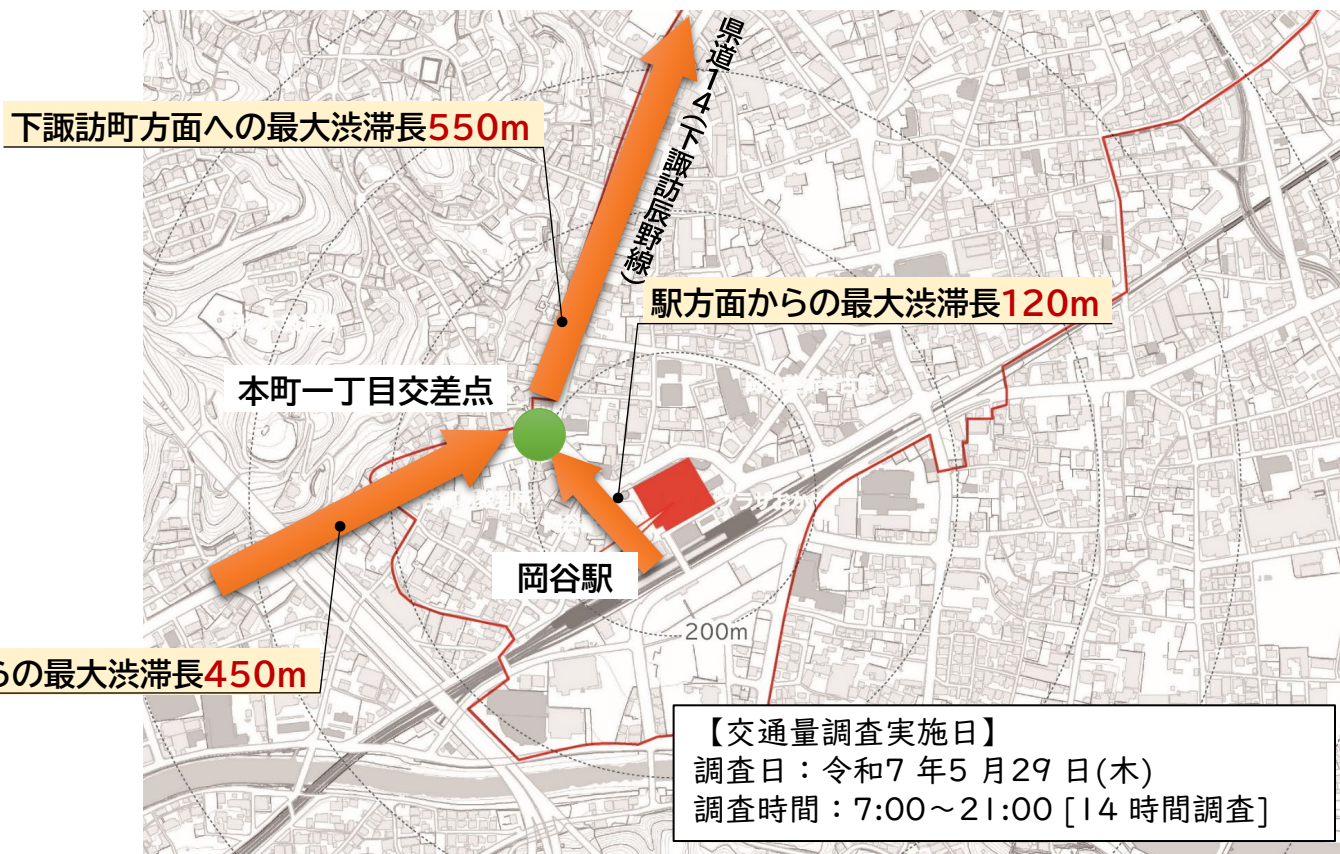 県道14(下諏訪辰野線)
下諏訪町方面への最大渋滞長550m
駅方面からの最大渋滞長120m
本町一丁目交差点
岡谷駅
200m
らの最大渋滞長450m
【交通量調査実施日】
調査日：令和7 年5 月29 日(木)
調査時間：7:00～21:00 [14 時間調査]